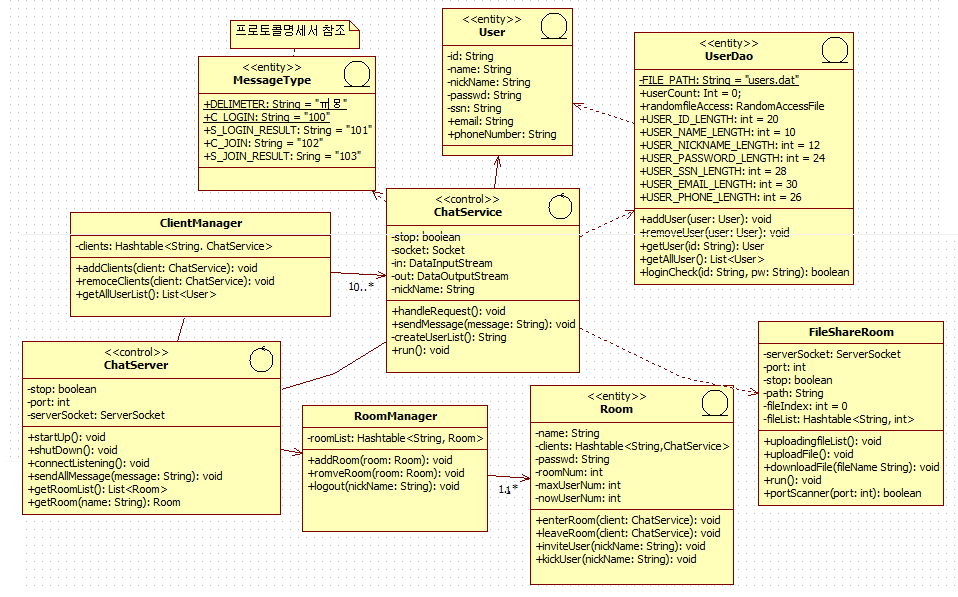 프로토콜명세서 참조
<<entity>>
MessageType
+DELIMETER: String = "ㅠㅎ"
+C_LOGIN: String = "100"
+S_LOGIN_RESULT: String = "101"
+C_JOIN: String = "102"
+S_JOIN_RESULT: Sring = "103"
<<entity>>
User
-id: String
-name: String
-nickName: String
-passwd: String
-ssn: String
+email: String
+phoneNumber: String
<<entity>>
UserDao
-FILE_PATH: String = "users.dat"
+userCount: Int = 0;
+randomfileAccess: RandomAccessFile
+USER_ID_LENGTH: int = 20
+USER_NAME_LENGTH: int = 10
+USER_NICKNAME_LENGTH: int = 12
+USER_PASSWORD_LENGTH: int = 24
+USER_SSN_LENGTH: int = 28
+USER_EMAIL_LENGTH: int = 30
+USER_PHONE_LENGTH: int = 26
+addUser(user: User): void
+removeUser(user: User): void
+getUser(id: String): User
+getAllUser(): List<User>
+loginCheck(id: String, pw: String): boolean
ClientManager
-clients: Hashtable<String. ChatService>
+addClients(client: ChatService): void
+remoceClients(client: ChatService): void
+getAllUserList(): List<User>
10..*
<<control>>
ChatService
-stop: boolean
-socket: Socket
-in: DataInputStream
-out: DataOutputStream
-nickName: String
+handleRequest(): void
+sendMessage(message: String): void
-createUserList(): String
+run(): void
<<control>>
ChatServer
-stop: boolean
-port: int
-serverSocket: ServerSocket
+startUp(): void
+shutDown(): void
+connectListening(): void
+sendAllMessage(message: String): void
+getRoomList(): List<Room>
+getRoom(name: String): Room
RoomManager
-roomList: Hashtable<String, Room>
+addRoom(room: Room): void
+romveRoom(room: Room): void
+logout(nickName: String): void
<<entity>>
Room
-name: String
-clients: Hashtable<String,ChatService>
-passwd: String
-roomNum: int
-maxUserNum: int
-nowUserNum: int
+enterRoom(client: ChatService): void
+leaveRoom(client: ChatService): void
+inviteUser(nickName: String): void
+kickUser(nickName: String): void
FileShareRoom
-serverSocket: ServerSocket
-port: int
-stop: boolean
-path: String
-fileIndex: int = 0
-fileList: Hashtable<String, int>
+uploadingfileList(): void
+uploadFile(): void
+downloadFile(fileName String): void
+run(): void
+portScanner(port: int): boolean